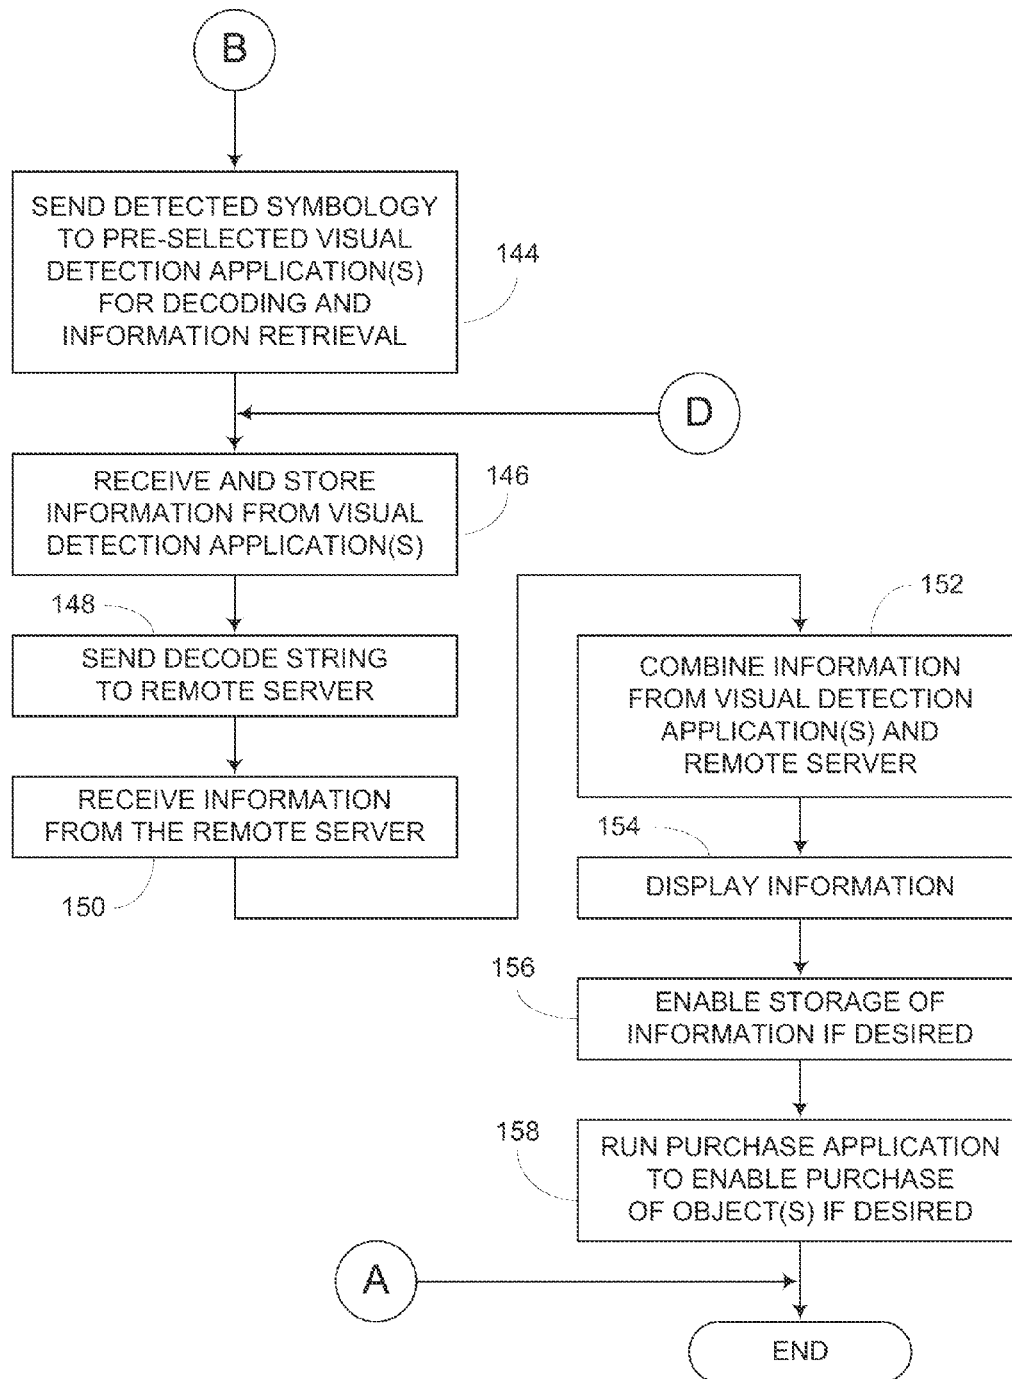 B
SEND DETECTED SYMBOLOGY
TO PRE-SELECTED VISUAL
DETECTION APPLICATION(S)
FOR DECODING AND
INFORMATION RETRIEVAL
144
D
RECEIVE AND STORE
INFORMATION FROM VISUAL
DETECTION APPLICATION(S)
146
148
SEND DECODE STRING
TO REMOTE SERVER
RECEIVE INFORMATION
FROM THE REMOTE SERVER
150
152
COMBINE INFORMATION
FROM VISUAL DETECTION
APPLICATION(S) AND
REMOTE SERVER
154
DISPLAY INFORMATION
156
ENABLE STORAGE OF
INFORMATION IF DESIRED
158
RUN PURCHASE APPLICATION
TO ENABLE PURCHASE
OF OBJECT(S) IF DESIRED
A
END